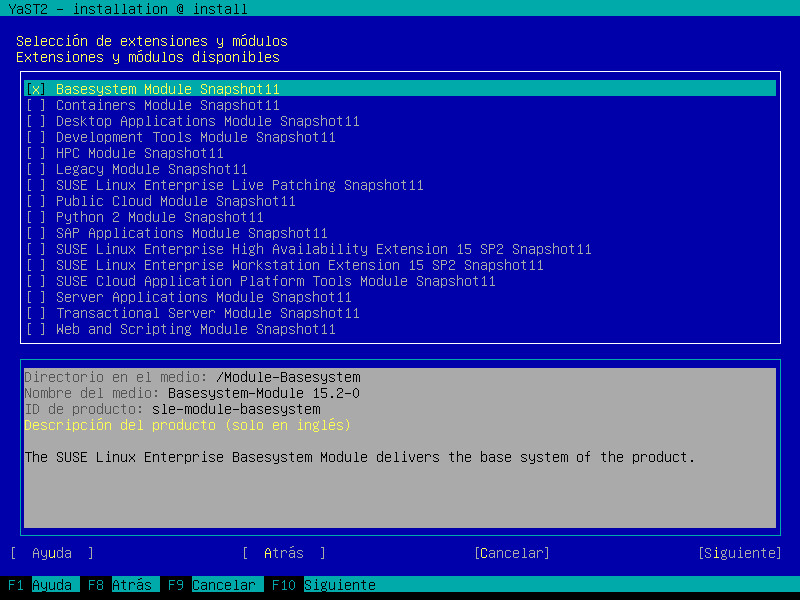 YaST2 - installation @ install
Selección de extensiones y módulos
Extensiones y módulos disponibles
[x] Basesystem Module Snapshot11
[ ] Containers Module Snapshot11
[ ] Desktop Applications Module Snapshot11
[ ] Development Tools Module Snapshot11
[ ] HPC Module Snapshot11
[ ] Legacy Module Snapshot11
[ ] SUSE Linux Enterprise Live Patching Snapshot11
[ ] Public Cloud Module Snapshot11
[ ] Python 2 Module Snapshot11
[ ] SAP Applications Module Snapshot11
[ ] SUSE Linux Enterprise High Availability Extension 15 SP2 Snapshot11
[ ] SUSE Linux Enterprise Workstation Extension 15 SP2 Snapshot11
[ ] SUSE Cloud Application Platform Tools Module Snapshot11
[ ] Server Applications Module Snapshot11
[ ] Transactional Server Module Snapshot11
[ ] Web and Scripting Module Snapshot11
Directorio en el medio: /Module-Basesystem
Nombre del medio: Basesystem-Module 15.2-0
ID de producto: sle-module-basesystem
Descripción del producto (solo en inglés)
The SUSE Linux Enterprise Basesystem Module delivers the base system of the product.
[ Ayuda ] [ Atrás ] [Cancelar] [Siguiente]
F1 Ayuda F8 Atrás F9 Cancelar F10 Siguiente